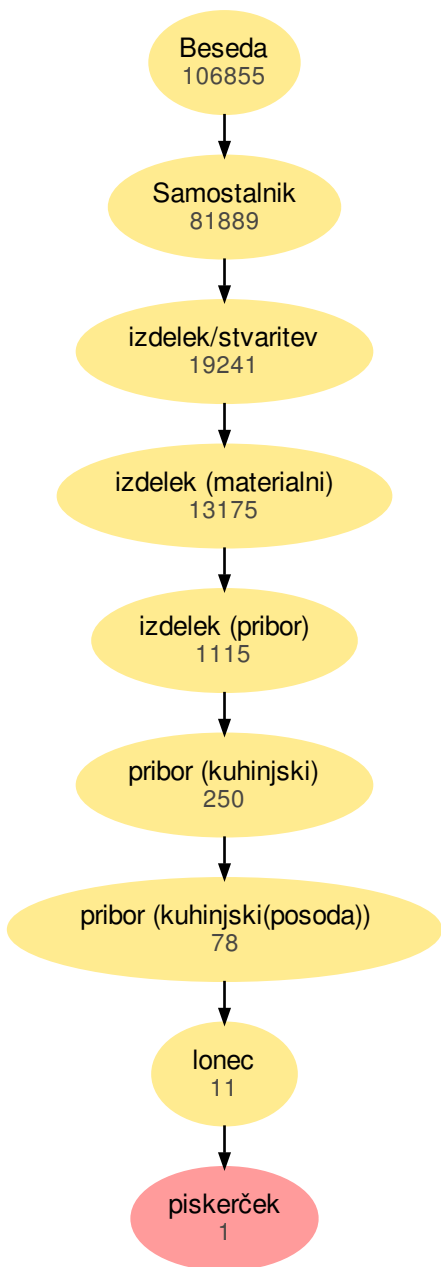 Beseda
106855
Samostalnik
81889
izdelek/stvaritev
19241
izdelek (materialni)
13175
izdelek (pribor)
1115
pribor (kuhinjski)
250
pribor (kuhinjski(posoda))
78
lonec
11
piskerček
1